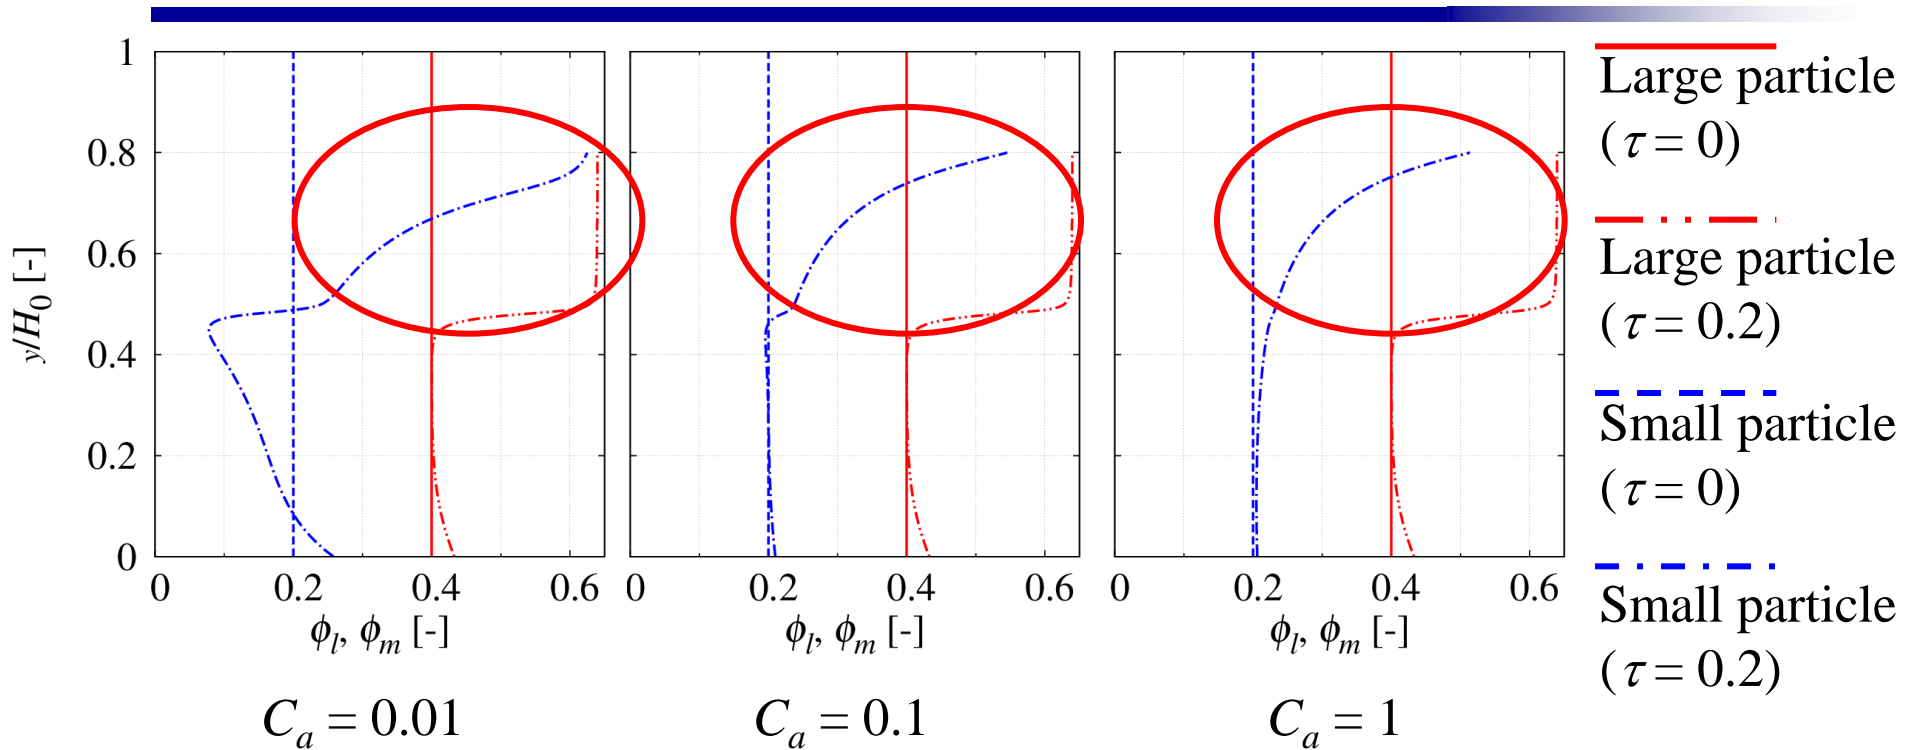 1
0.8
0.6
0.4
0.2
0
y/H₀ [-]
0 0.2 0.4 0.6
0 0.2 0.4 0.6
0 0.2 0.4 0.6
ϕₗ, ϕₘ [-]
ϕₗ, ϕₘ [-]
ϕₗ, ϕₘ [-]
Cₐ = 0.01
Cₐ = 0.1
Cₐ = 1
Large particle
(τ = 0)
Large particle
(τ = 0.2)
Small particle
(τ = 0)
Small particle
(τ = 0.2)